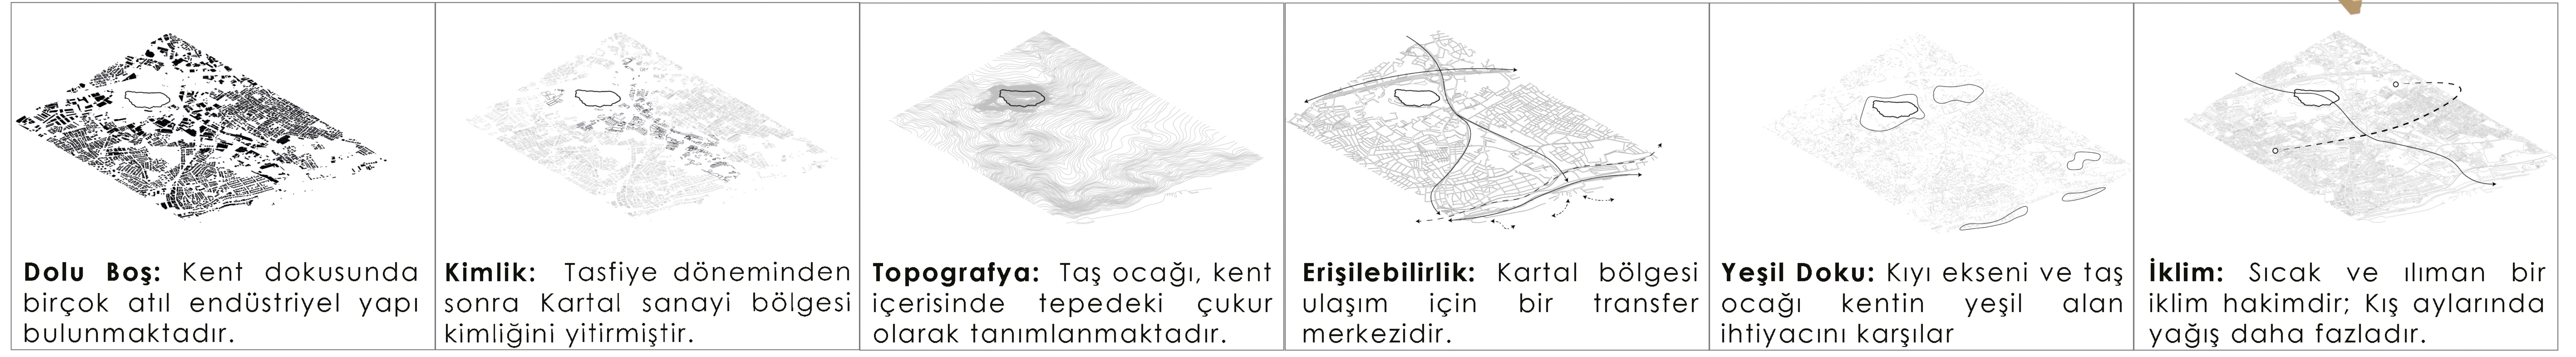 Dolu Boş: Kent dokusunda
birçok atıl endüstriyel yapı
bulunmaktadır.
Kimlik: Tasfiye döneminden
sonra Kartal sanayi bölgesi
kimliğini yitirmiştir.
Topografya: Taş ocağı, kent
içerisinde tepedeki çukur
olarak tanımlanmaktadır.
Erişilebilirlik: Kartal bölgesi
ulaşım için bir transfer
merkezidir.
Yeşil Doku: Kıyı ekseni ve taş
ocağı kentin yeşil alan
ihtiyacını karşılar
İklim: Sıcak ve ılıman bir
iklim hakimdir; Kış aylarında
yağış daha fazladır.